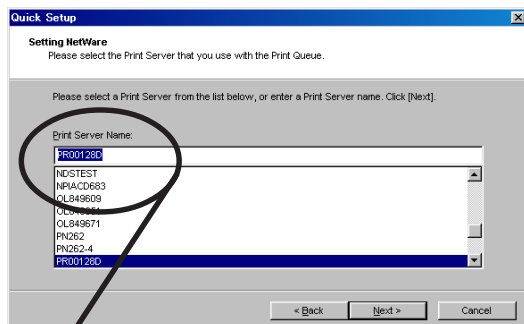 Quick Setup
Setting NetWare
Please select the Print Server that you use with the Print Queue.
Please select a Print Server from the list below, or enter a Print Server name. Click [Next].
Print Server Name:
PR00128D
NDSTEST
NPIACD683
OL849609
OL849671
PN262
PN262-4
PR00128D
< Back
Next >
Cancel